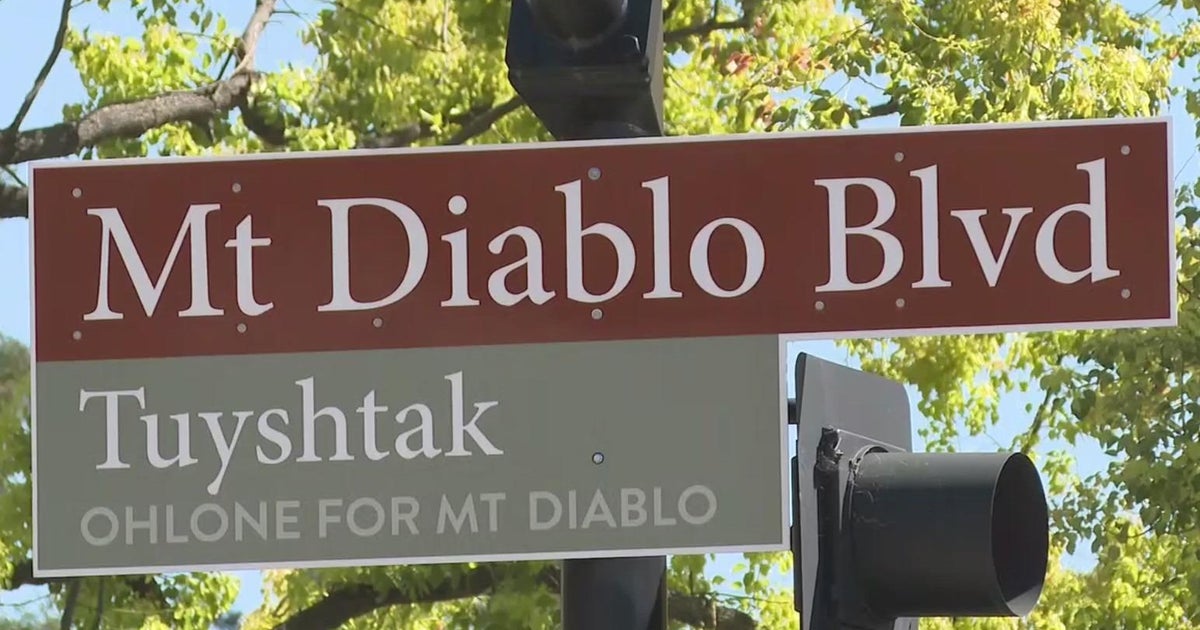 Mt Diablo Blvd
Tuyshtak
OHLONE FOR MT DIABLO